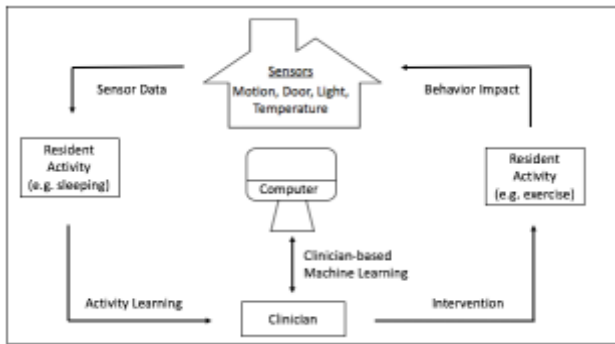 Sensors
Motion, Door, Light,
Temperature
Sensor Data
Behavior Impact
Resident
Activity
(e.g. sleeping)
Computer
Resident
Activity
(e.g. exercise)
Clinician-based
Machine Learning
Activity Learning
Clinician
Intervention